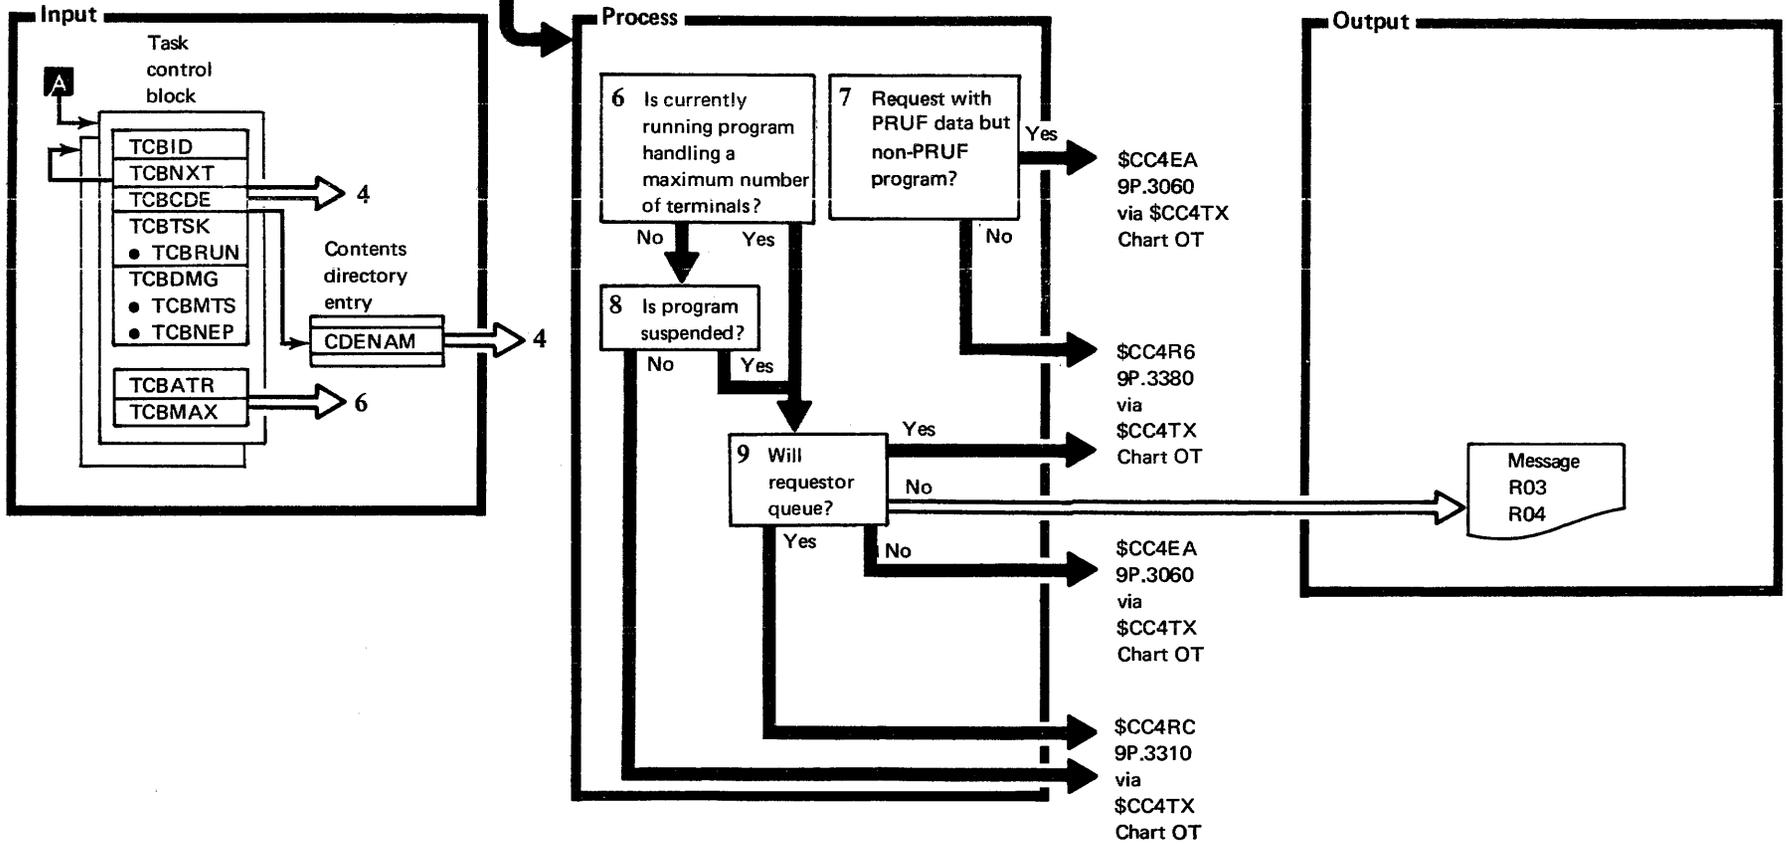 Input
Task
control
block
A
TCBID
TCBNXT
TCBCDE
4
TCBTSK
● TCBRUN
TCBDMG
● TCBMTS
● TCBNEP
Contents
directory
entry
CDENAM
4
TCBATR
TCBMAX
6
Process
6 Is currently
running program
handling a
maximum number
of terminals?
No
Yes
7 Request with
PRUF data but
non-PRUF
program?
Yes
No
8 Is program
suspended?
No
Yes
9 Will
requestor
queue?
Yes
No
Yes
No
$CC4EA
9P.3060
via $CC4TX
Chart OT
$CC4R6
9P.3380
via
$CC4TX
Chart OT
$CC4EA
9P.3060
via
$CC4TX
Chart OT
$CC4RC
9P.3310
via
$CC4TX
Chart OT
Output
Message
R03
R04